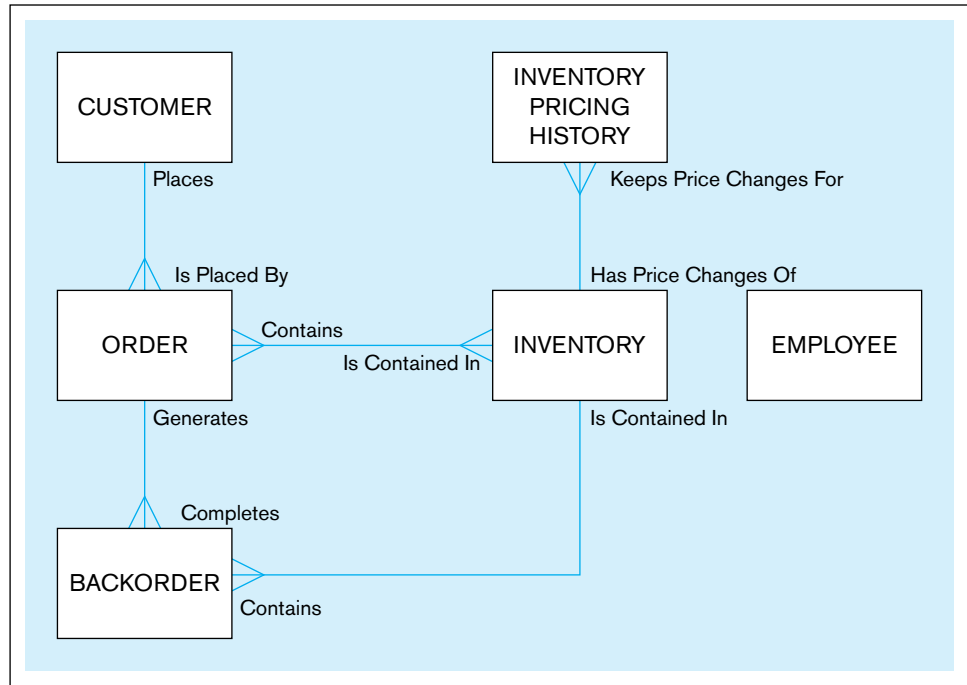 CUSTOMER
INVENTORY
PRICING
HISTORY
Places
Keeps Price Changes For
Is Placed By
Has Price Changes Of
ORDER
Contains
Is Contained In
INVENTORY
EMPLOYEE
Generates
Is Contained In
Completes
BACKORDER
Contains